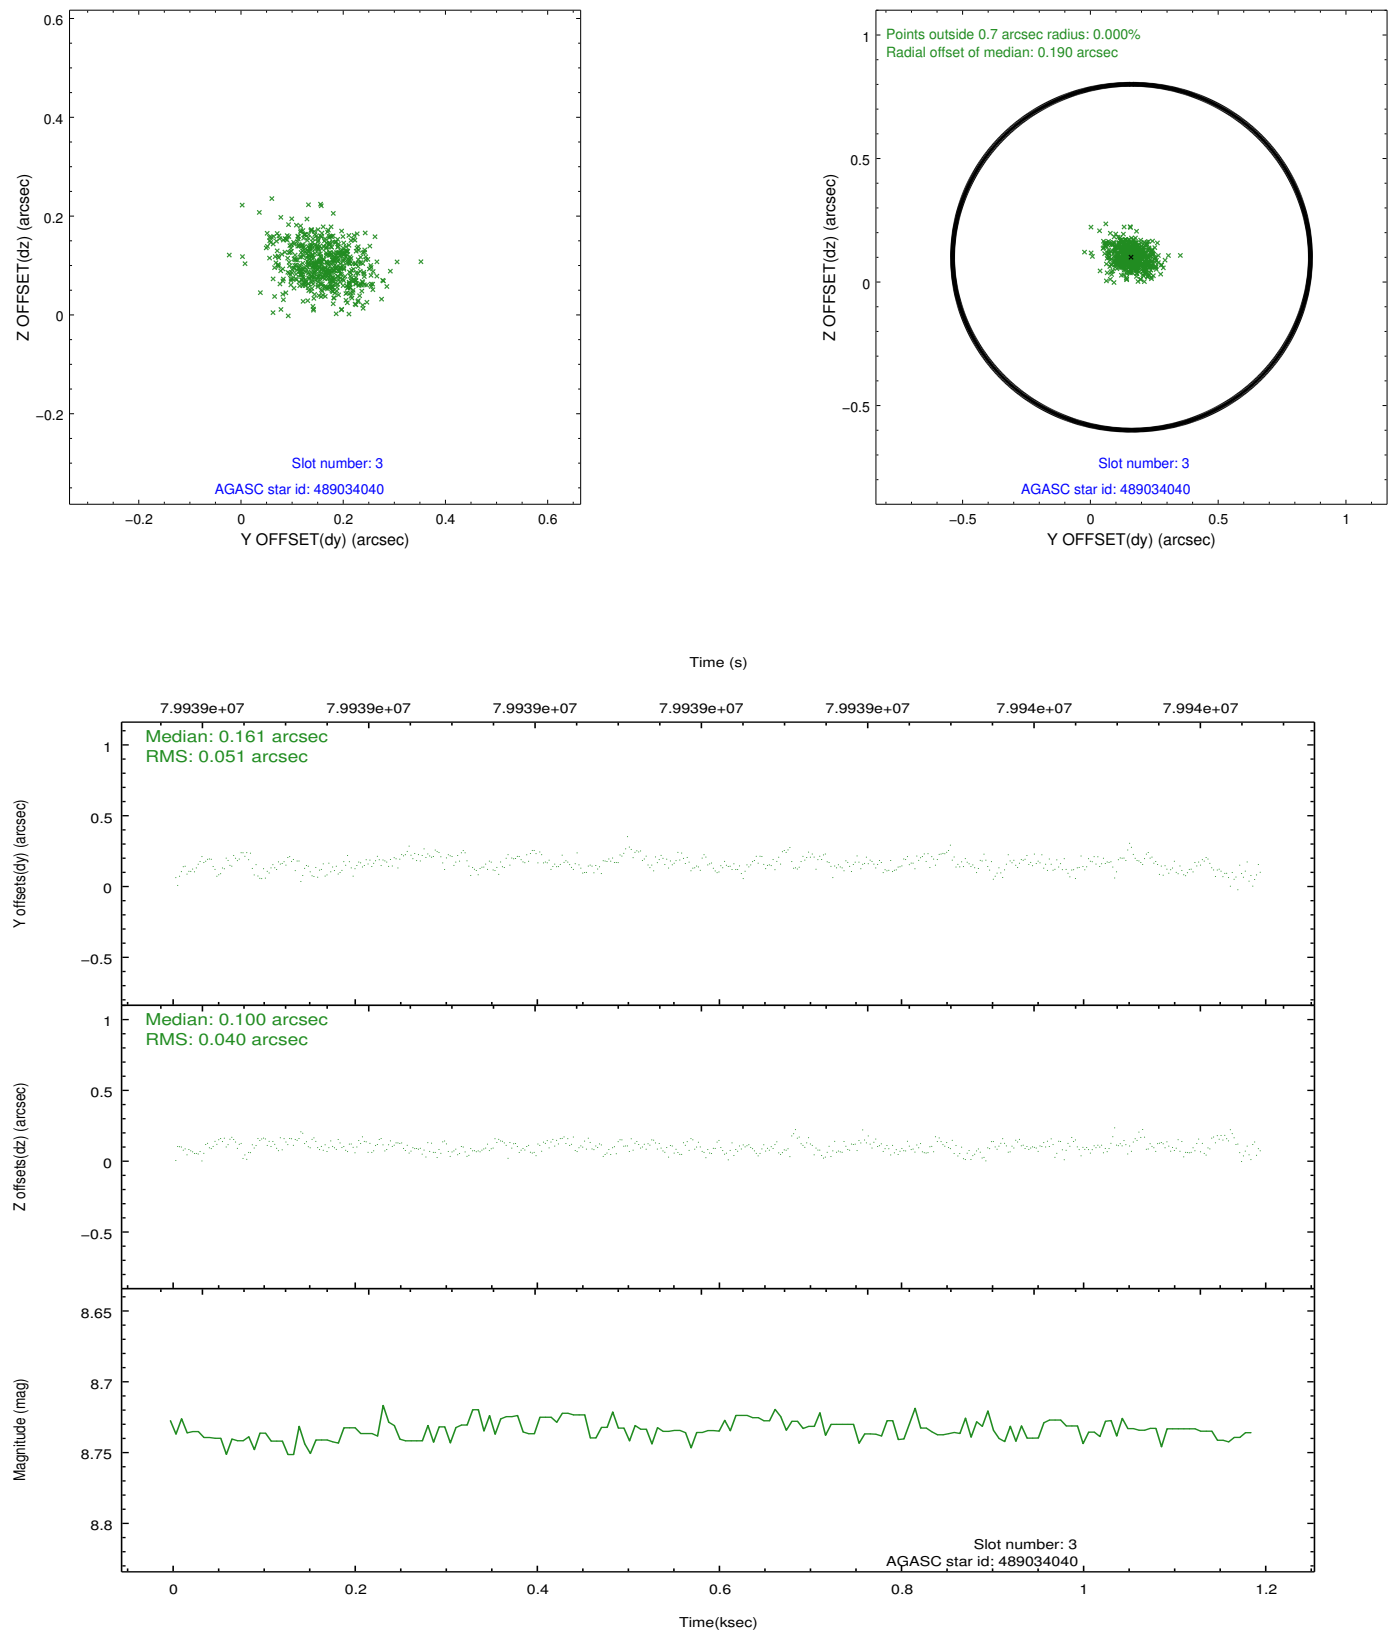 0.6
0.4
0.2
0
−0.2
Z OFFSET(dz) (arcsec)
Slot number: 3
AGASC star id: 489034040
−0.2 0 0.2 0.4 0.6
Y OFFSET(dy) (arcsec)
Points outside 0.7 arcsec radius: 0.000%
Radial offset of median: 0.190 arcsec
1
0.5
0
−0.5
Z OFFSET(dz) (arcsec)
Slot number: 3
AGASC star id: 489034040
−0.5 0 0.5 1
Y OFFSET(dy) (arcsec)
Time (s)
7.9939e+07 7.9939e+07 7.9939e+07 7.9939e+07 7.9939e+07 7.994e+07 7.994e+07
Median: 0.161 arcsec
RMS: 0.051 arcsec
1
0.5
0
−0.5
Y offsets(dy) (arcsec)
Median: 0.100 arcsec
RMS: 0.040 arcsec
1
0.5
0
−0.5
Z offsets(dz) (arcsec)
8.65
8.7
8.75
8.8
Magnitude (mag)
Slot number: 3
AGASC star id: 489034040
0 0.2 0.4 0.6 0.8 1 1.2
Time(ksec)